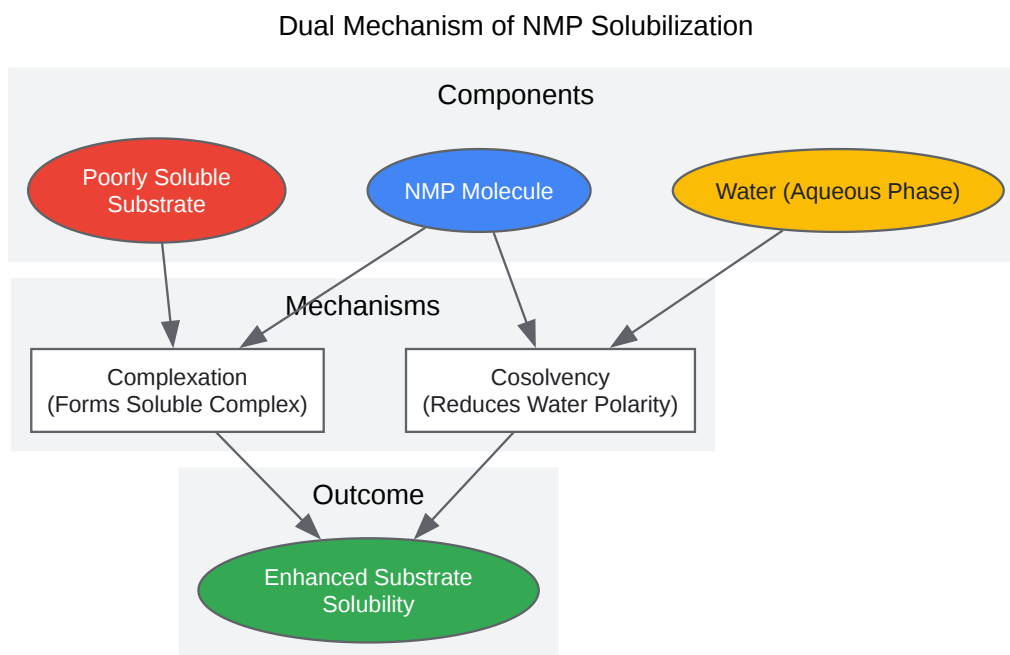 Dual Mechanism of NMP Solubilization
Components
Poorly Soluble
Substrate
NMP Molecule
Water (Aqueous Phase)
Mechanisms
Complexation
(Forms Soluble Complex)
Cosolvency
(Reduces Water Polarity)
Outcome
Enhanced Substrate
Solubility